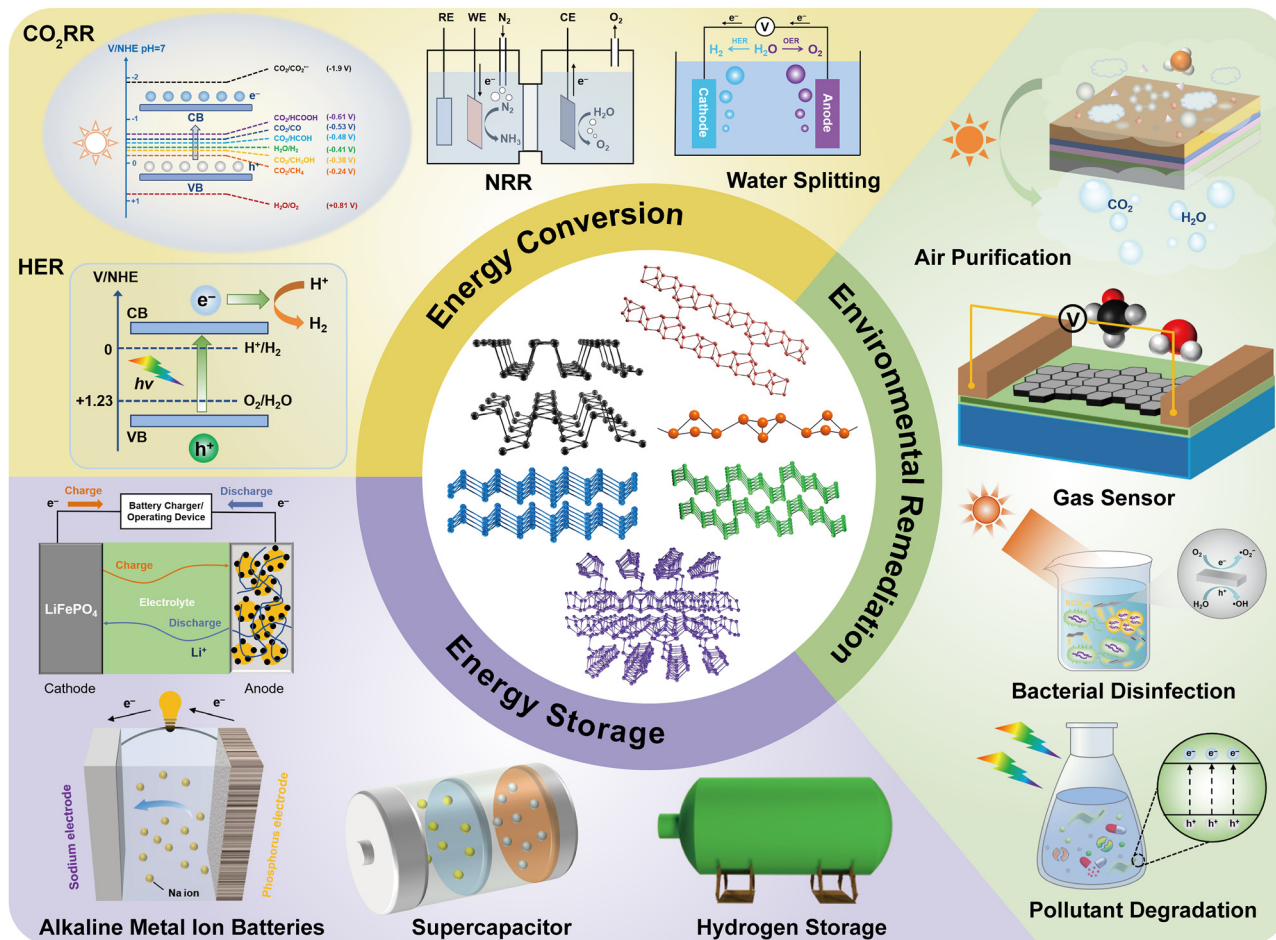 CO₂RR
V/NHE pH=7
-2
-1
0
+1
CO₂/CO₂•⁻ (-1.9 V)
e⁻
CB
CO₂/HCOOH (-0.61 V)
CO₂/CO (-0.53 V)
CO₂/HCOH (-0.48 V)
H₂O/H₂ (-0.41 V)
CO₂/CH₃OH (-0.38 V)
CO₂/CH₄ (-0.24 V)
h⁺
VB
H₂O/O₂ (+0.81 V)
HER
V/NHE
CB
e⁻
H⁺
H₂
0
H⁺/H₂
hv
+1.23
O₂/H₂O
VB
h⁺
RE WE N₂ CE O₂
e⁻
e⁻
N₂
NH₃
H₂O
O₂
NRR
e⁻ V e⁻
H₂ HER H₂O OER O₂
Cathode
Anode
Water Splitting
CO₂
H₂O
Air Purification
V
Gas Sensor
O₂ e⁻ •O₂⁻
H₂O h⁺ •OH
Bacterial Disinfection
e⁻ e⁻ e⁻
h⁺ h⁺ h⁺
Pollutant Degradation
Energy Conversion
Environmental Remediation
Energy Storage
Charge
Discharge
e⁻
Battery Charger/
Operating Device
e⁻
LiFePO₄
Charge
Electrolyte
Discharge
Li⁺
Cathode
Anode
e⁻ e⁻
Sodium electrode
Phosphorus electrode
Na ion
Alkaline Metal Ion Batteries
Supercapacitor
Hydrogen Storage